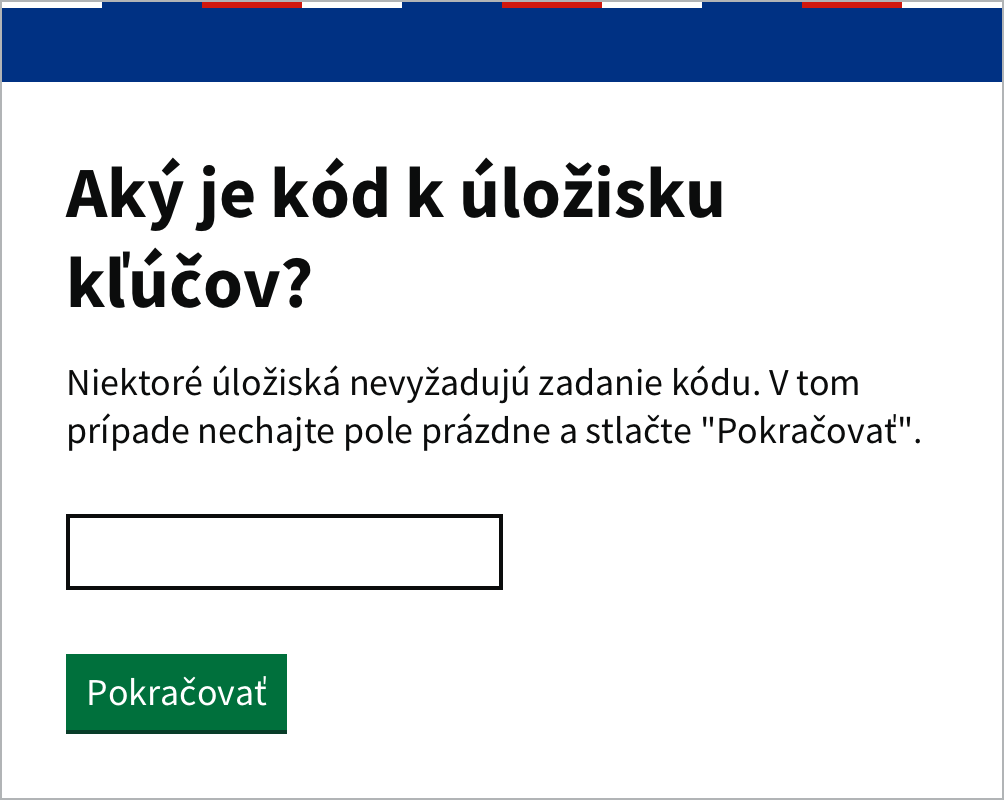 Aký je kód k úložisku
kľúčov?
Niektoré úložiská nevyžadujú zadanie kódu. V tom
prípade nechajte pole prázdne a stlačte "Pokračovať".
Pokračovať